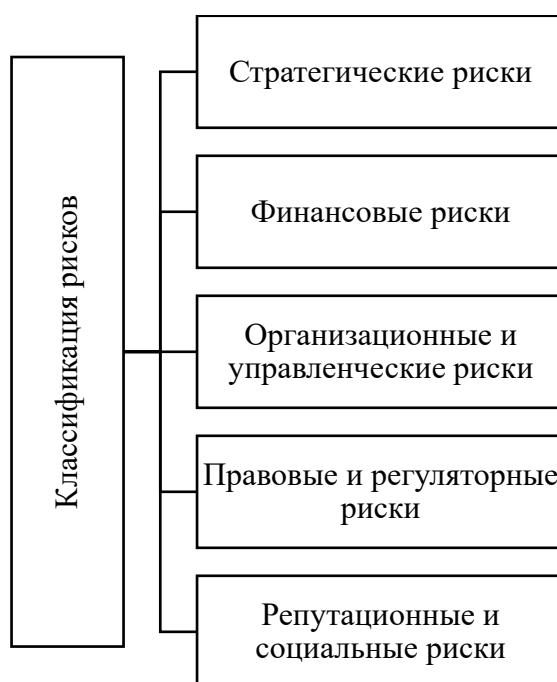 Классификация рисков
Стратегические риски
Финансовые риски
Организационные и
управленческие риски
Правовые и регуляторные
риски
Репутационные и
социальные риски